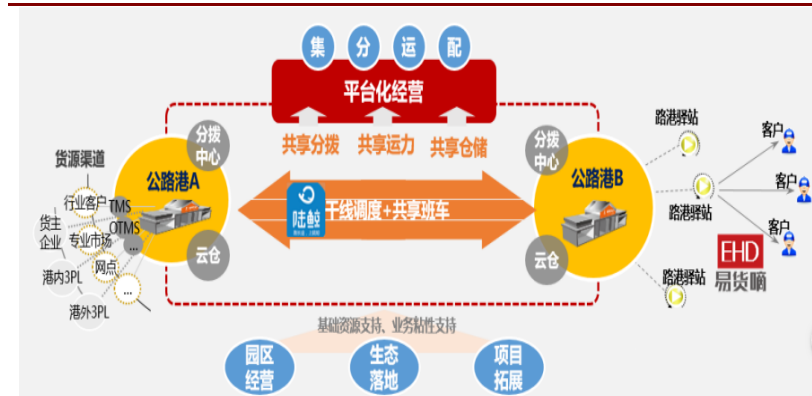 集 分 运 配
平台化经营
共享分拨 共享运力 共享仓储
分拨
中心
公路港A
云仓
货源渠道
行业客户
TMS
OTMS
...
货主
企业
专业市场
网点
...
港内3PL
港外3PL
陆鲸
干线调度+共享班车
分拨
中心
公路港B
云仓
路港驿站
路港驿站
路港驿站
客户
客户
客户
EHD
易货嘀
基础资源支持、业务粘性支持
园区
经营
生态
落地
项目
拓展